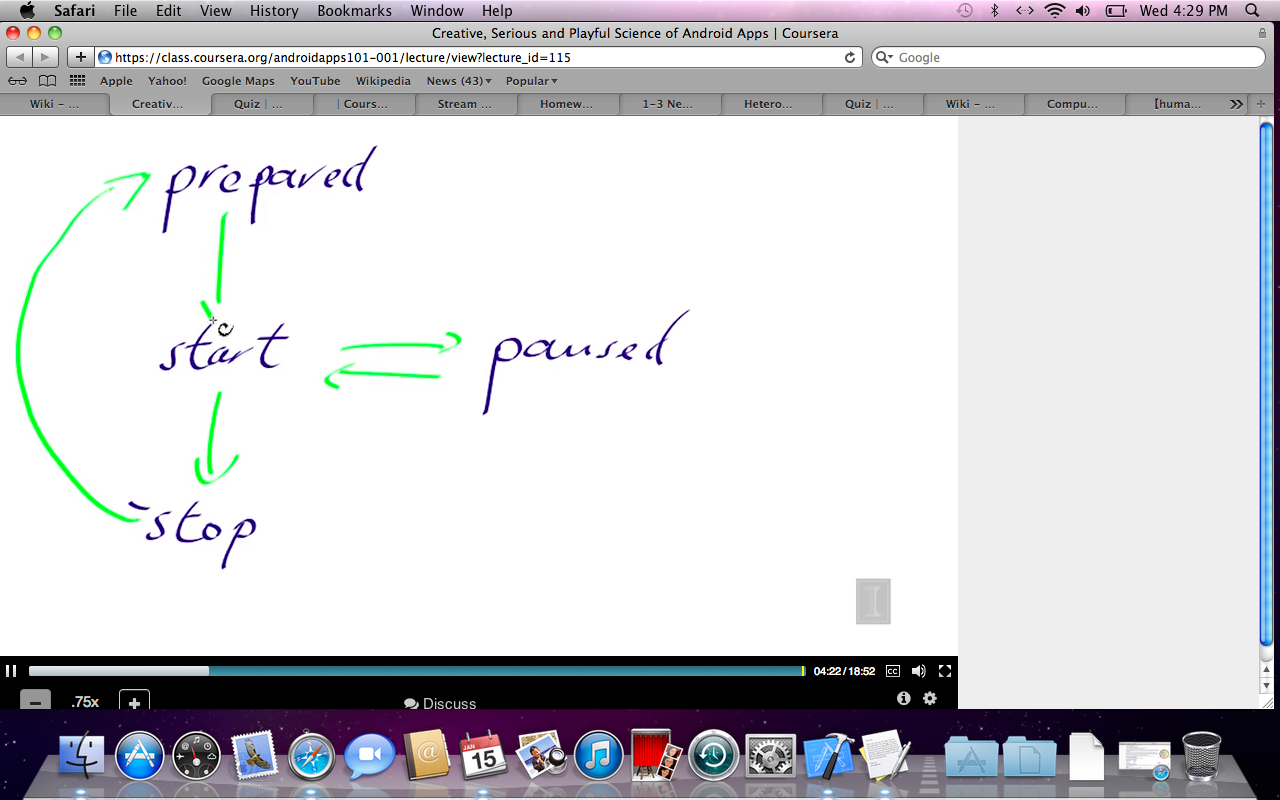 Safari File Edit View History Bookmarks Window Help Wed 4:29 PM
Creative, Serious and Playful Science of Android Apps | Coursera
https://class.coursera.org/androidapps101-001/lecture/view?lecture_id=115 Google
Apple Yahoo! Google Maps YouTube Wikipedia News (43) Popular
Wiki – ... Creativ... Quiz | ... | Cours... Stream ... Homew... 1-3 Ne... Hetero... Quiz | ... Wiki – ... Compu... [huma...
prepared
start paused
stop
I
04:22 / 18:52 CC
.75x Discuss
JAN
15